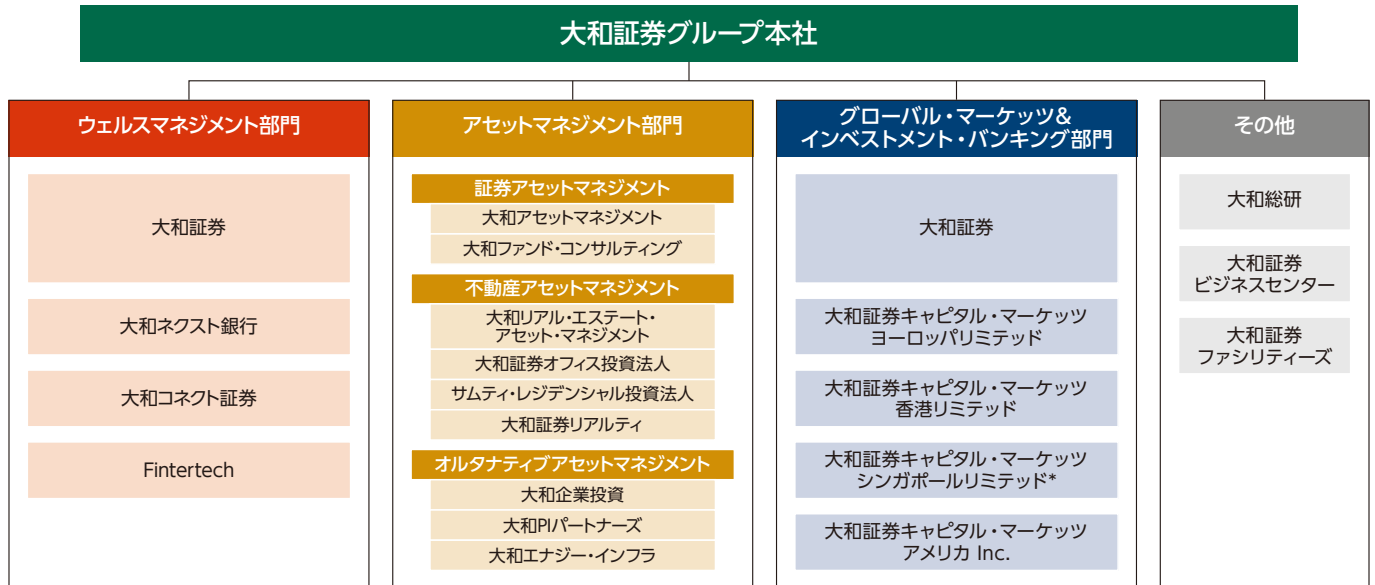 大和証券グループ本社
ウェルスマネジメント部門
大和証券
大和ネクスト銀行
大和コネクト証券
Fintertech
アセットマネジメント部門
証券アセットマネジメント
大和アセットマネジメント
大和ファンド・コンサルティング
不動産アセットマネジメント
大和リアル・エステート・
アセット・マネジメント
大和証券オフィス投資法人
サムティ・レジデンシャル投資法人
大和証券リアルティ
オルタナティブアセットマネジメント
大和企業投資
大和PIパートナーズ
大和エナジー・インフラ
グローバル・マーケッツ&
インベストメント・バンキング部門
大和証券
大和証券キャピタル・マーケッツ
ヨーロッパリミテッド
大和証券キャピタル・マーケッツ
香港リミテッド
大和証券キャピタル・マーケッツ
シンガポールリミテッド*
大和証券キャピタル・マーケッツ
アメリカ Inc.
その他
大和総研
大和証券
ビジネスセンター
大和証券
ファシリティーズ